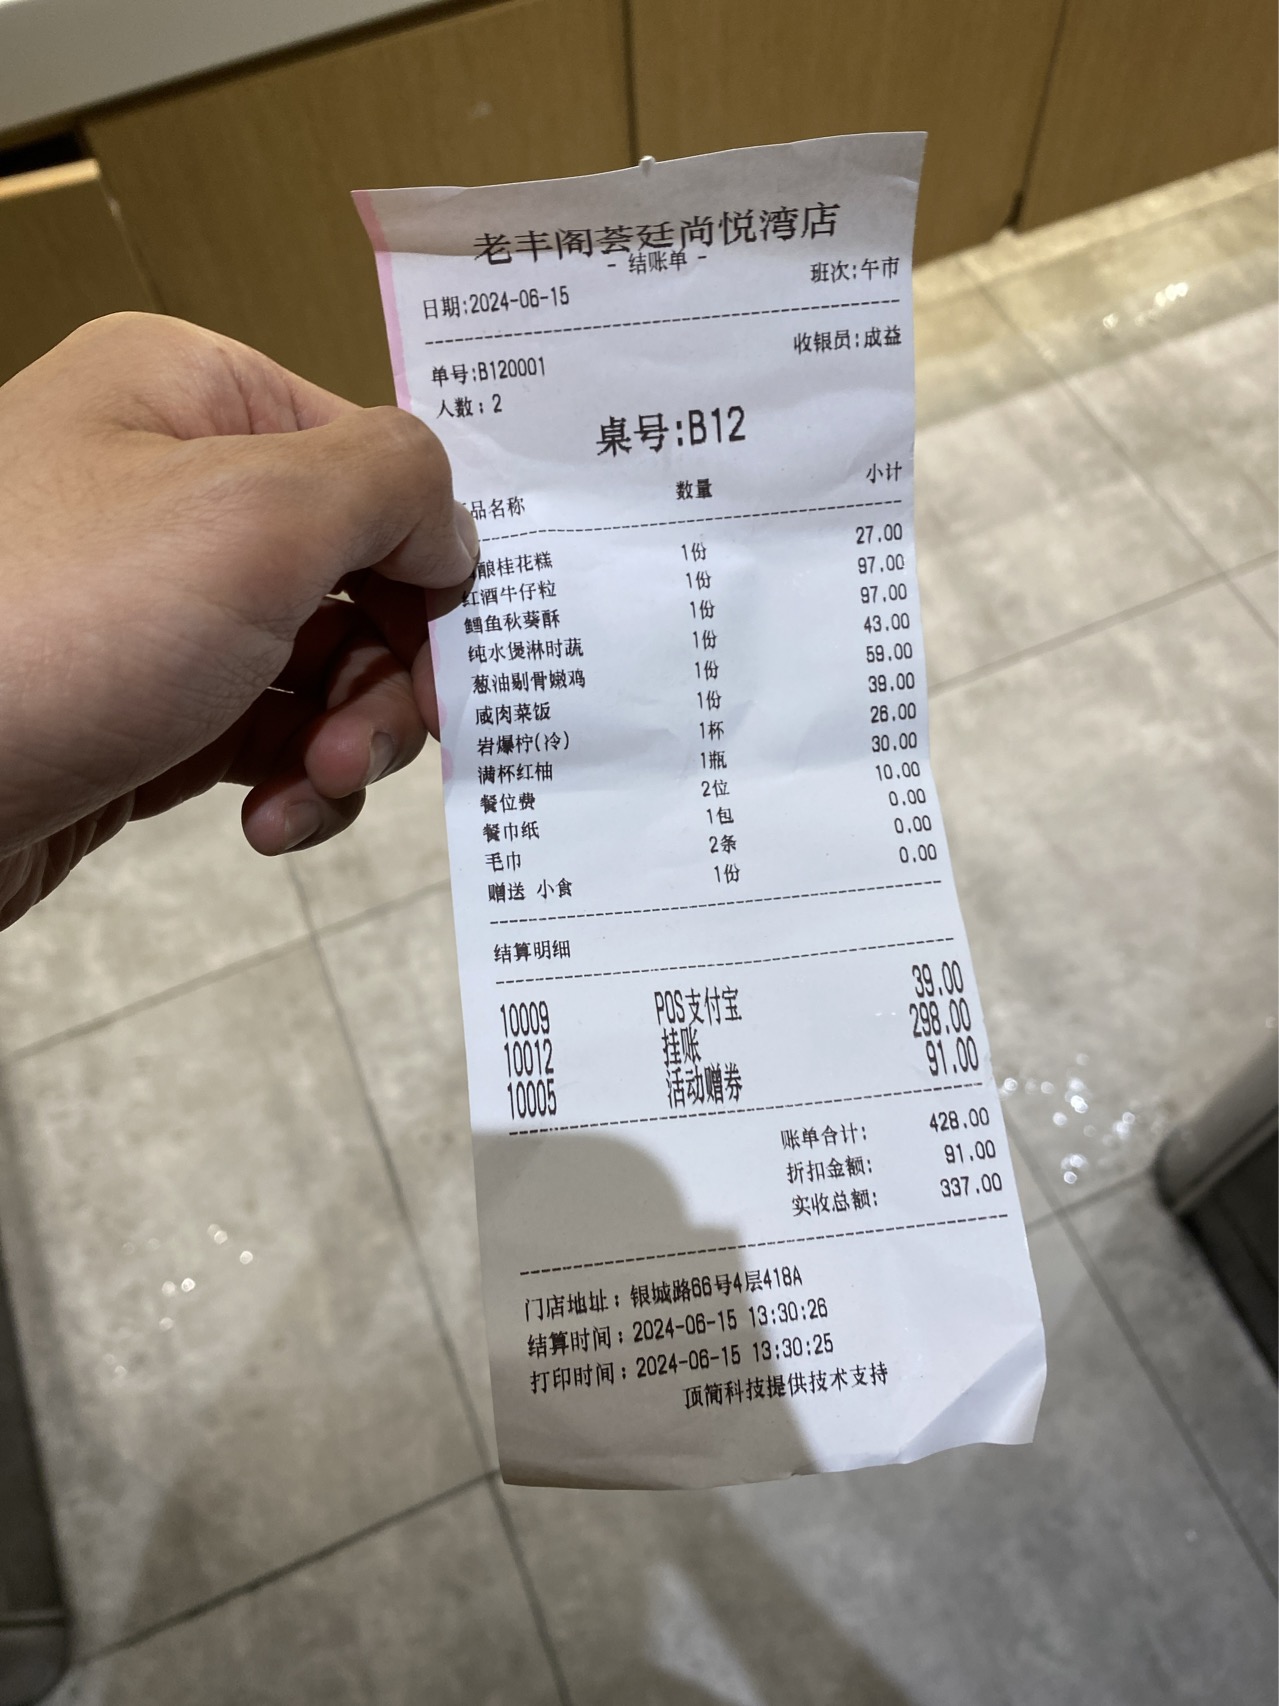 老丰阁荟廷尚悦湾店
- 结账单 -
日期:2024-06-15 班次:午市
单号:B120001 收银员:成益
人数:2
桌号:B12
品名称 数量 小计
酿桂花糕 1份 27.00
红酒牛仔粒 1份 97.00
鳕鱼秋葵酥 1份 97.00
纯水煲淋时蔬 1份 43.00
葱油剔骨嫩鸡 1份 59.00
咸肉菜饭 1份 39.00
岩爆柠(冷) 1杯 26.00
满杯红柚 1瓶 30.00
餐位费 2位 10.00
餐巾纸 1包 0.00
毛巾 2条 0.00
赠送 小食 1份 0.00
结算明细
10009 POS支付宝 39.00
10012 挂账 298.00
10005 活动赠券 91.00
账单合计: 428.00
折扣金额: 91.00
实收总额: 337.00
门店地址:银城路66号4层418A
结算时间:2024-06-15 13:30:26
打印时间:2024-06-15 13:30:25
顶简科技提供技术支持